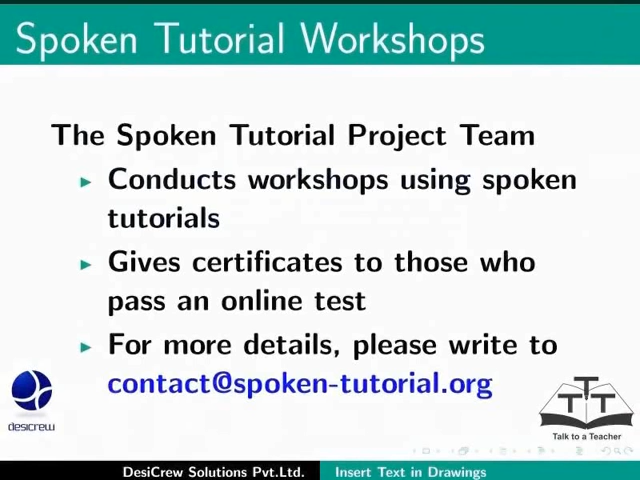 Spoken Tutorial Workshops
The Spoken Tutorial Project Team
Conducts workshops using spoken
tutorials
Gives certificates to those who
pass an online test
For more details, please write to
contact@spoken-tutorial.org
desicrew
TTT
Talk to a Teacher
DesiCrew Solutions Pvt.Ltd.
Insert Text in Drawings